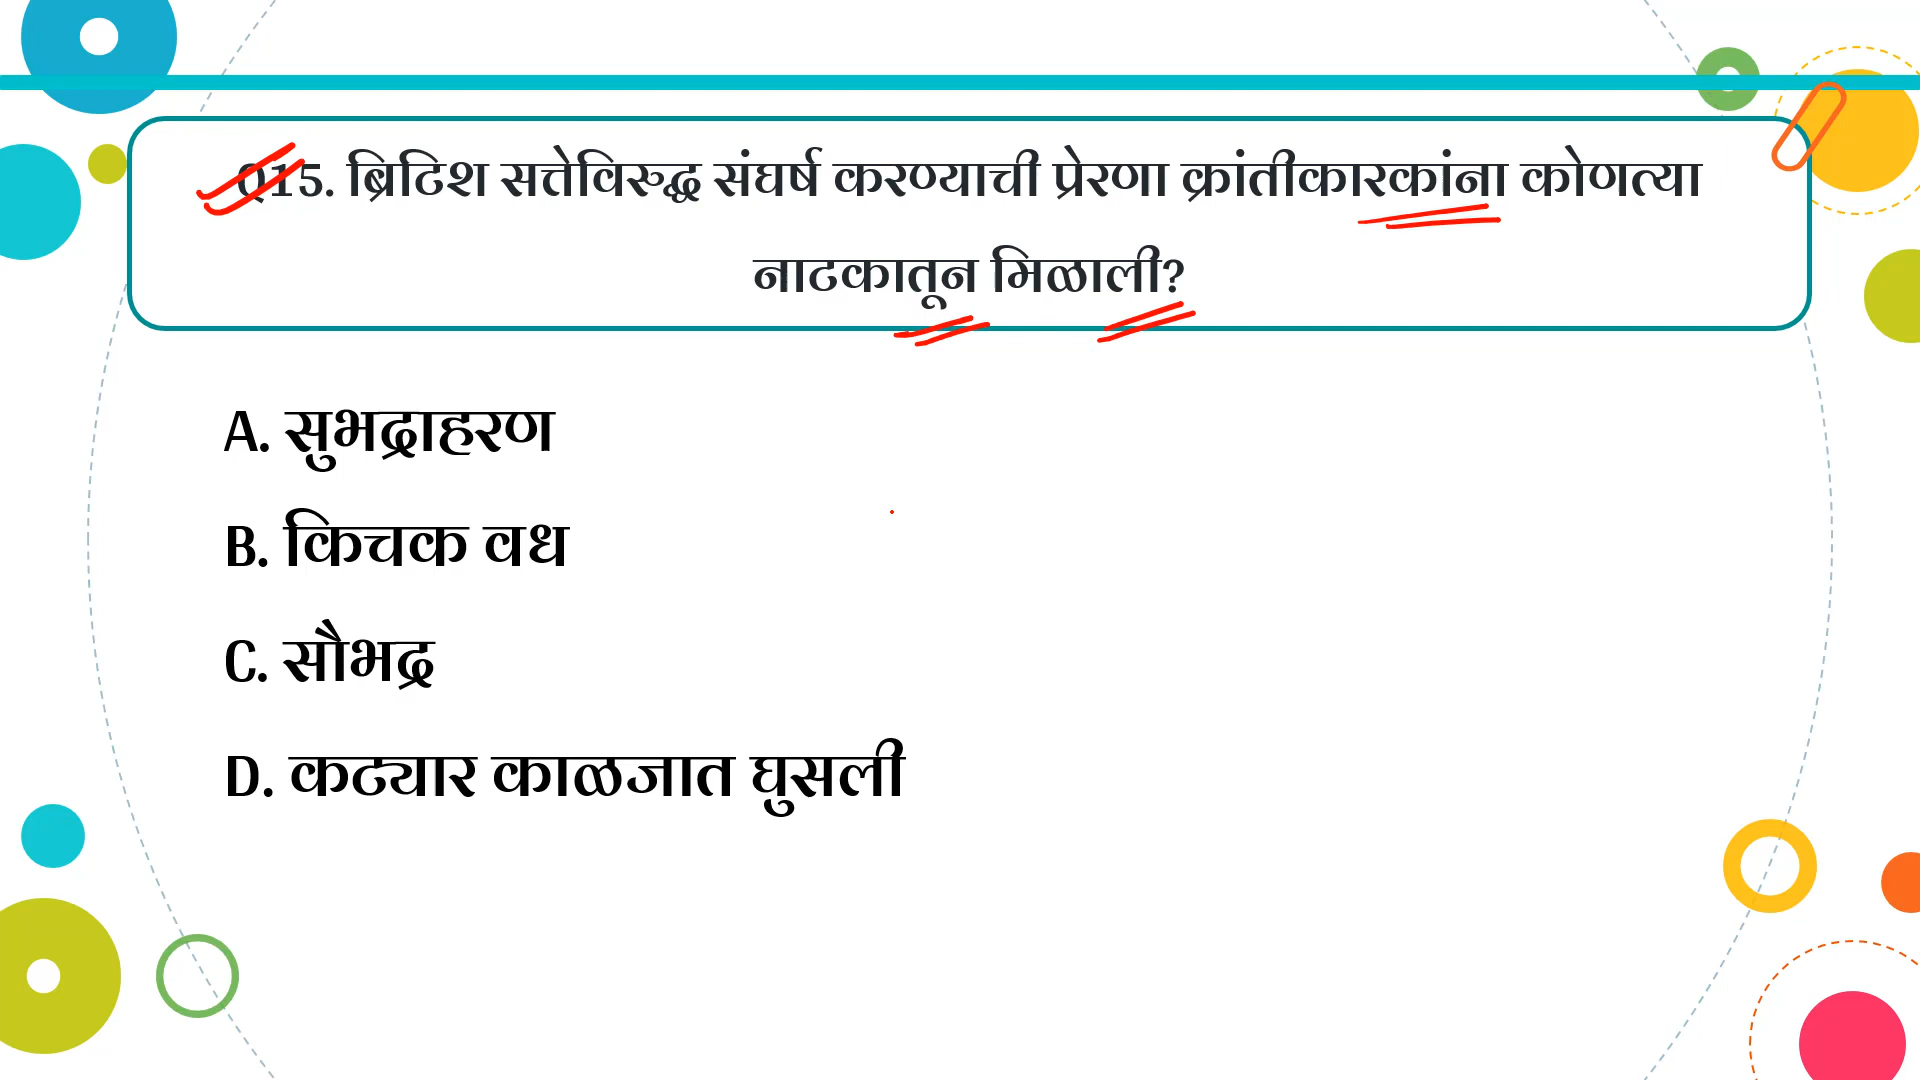 Q15. ब्रिटिश सत्तेविरुद्ध संघर्ष करण्याची प्रेरणा क्रांतीकारकांना कोणत्या
नाटकातून मिळाली?
A. सुभद्राहरण
B. किचक वध
C. सौभद्र
D. कट्यार काळजात घुसली